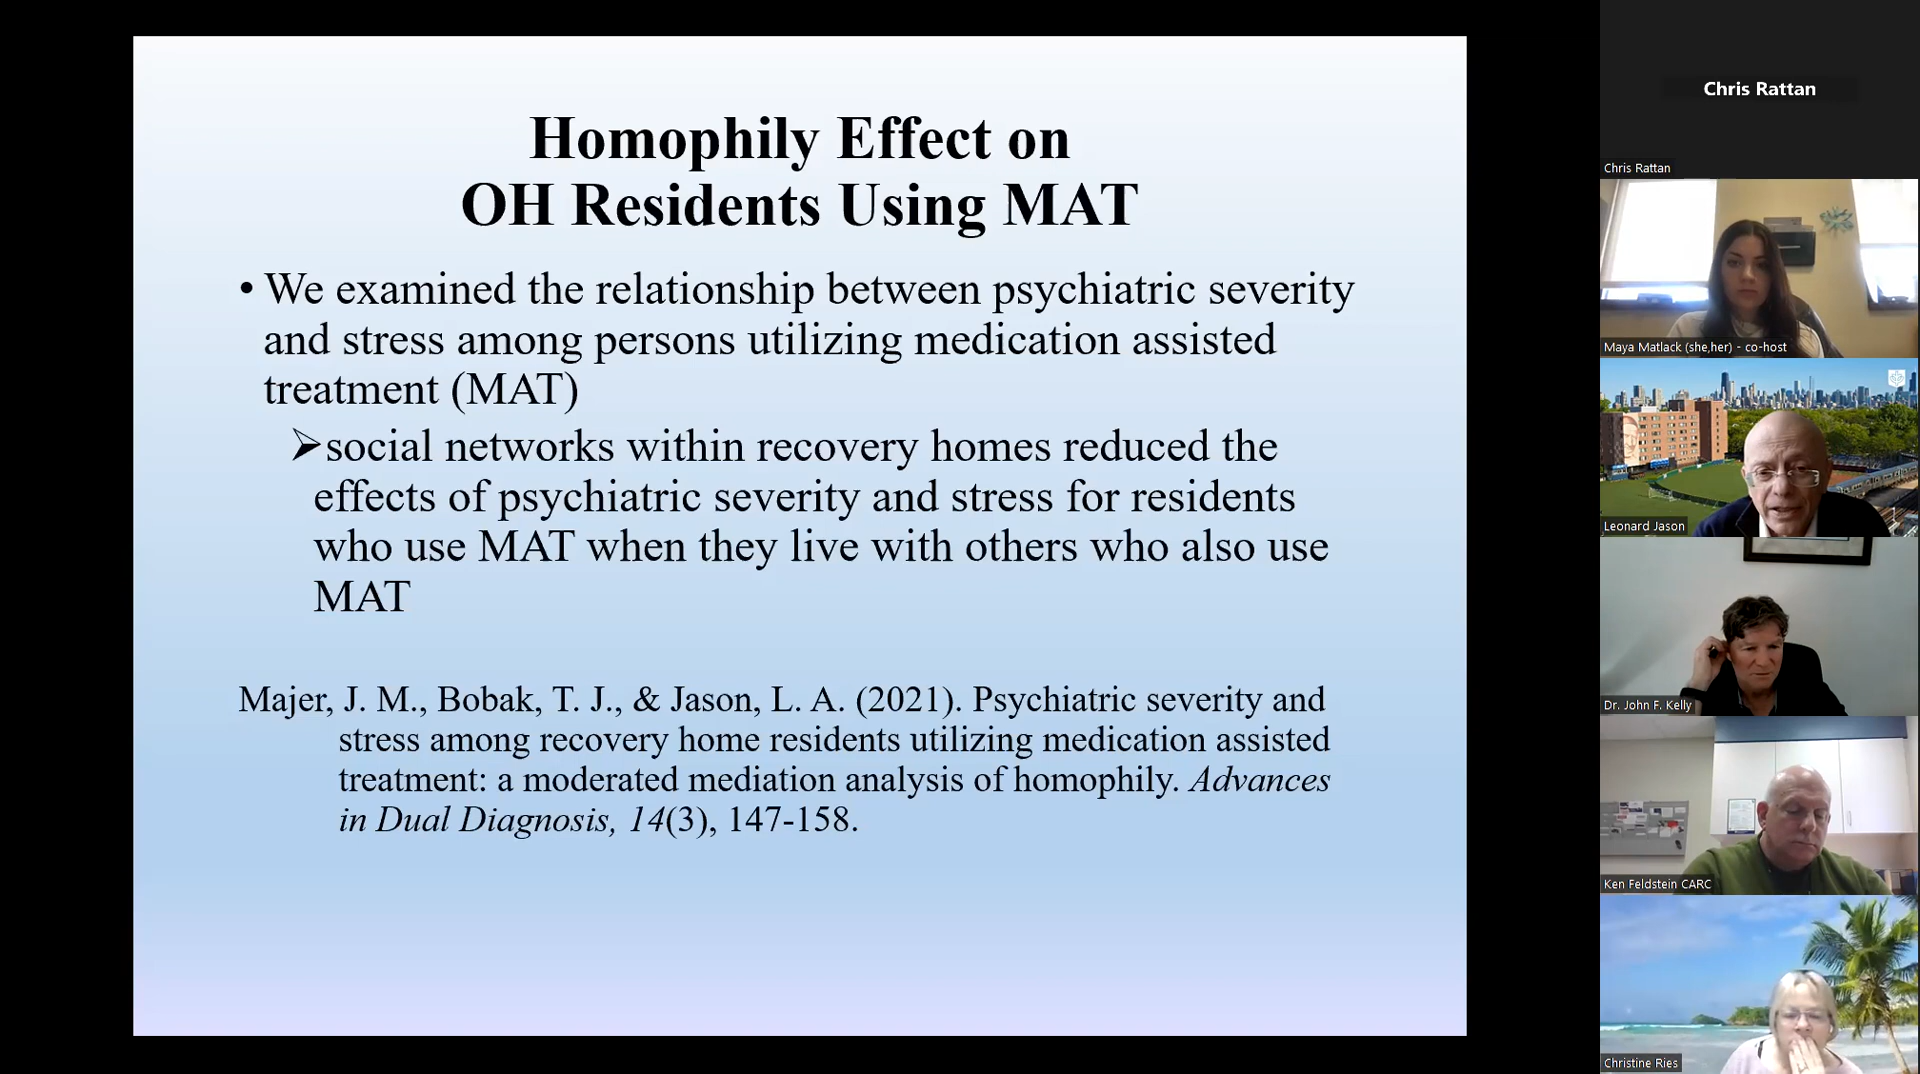 Homophily Effect on
OH Residents Using MAT
• We examined the relationship between psychiatric severity
and stress among persons utilizing medication assisted
treatment (MAT)
➢social networks within recovery homes reduced the
effects of psychiatric severity and stress for residents
who use MAT when they live with others who also use
MAT
Majer, J. M., Bobak, T. J., & Jason, L. A. (2021). Psychiatric severity and
stress among recovery home residents utilizing medication assisted
treatment: a moderated mediation analysis of homophily. Advances
in Dual Diagnosis, 14(3), 147-158.
Chris Rattan
Chris Rattan
Maya Matlack (she,her) - co-host
Leonard Jason
Dr. John F. Kelly
Ken Feldstein CARC
Christine Ries